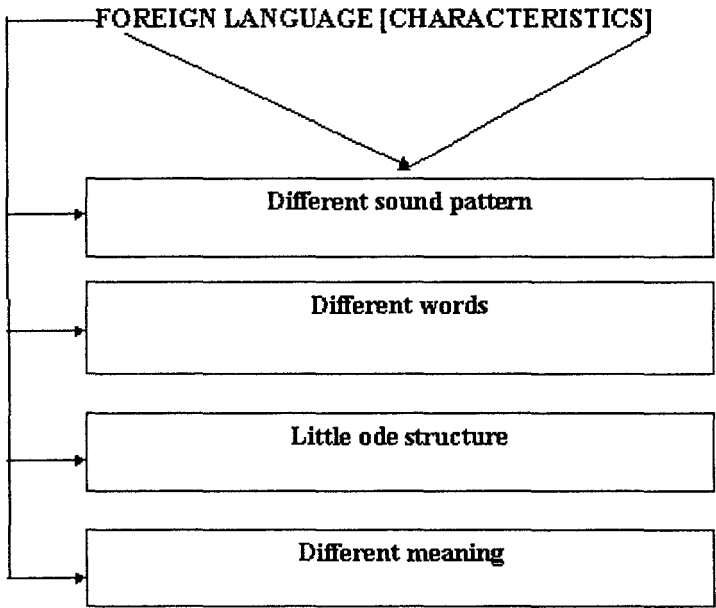 FOREIGN LANGUAGE [CHARACTERISTICS]
Different sound pattern
Different words
Little ode structure
Different meaning